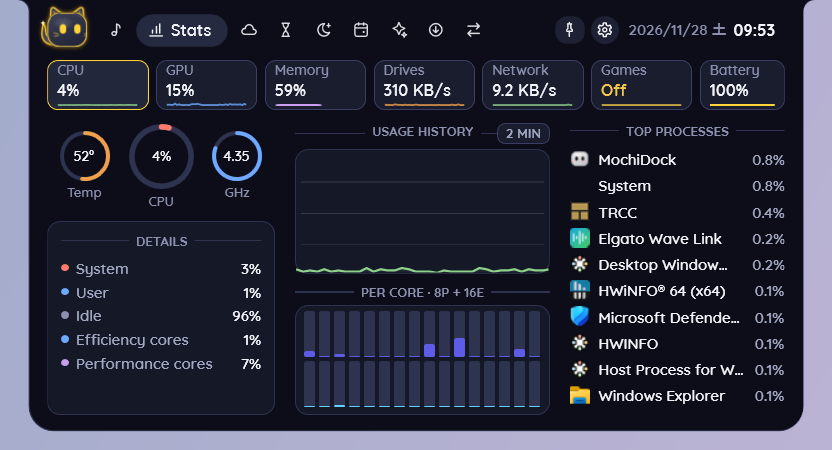 Stats
2026/11/28 土 09:53
CPU
4%
GPU
15%
Memory
59%
Drives
310 KB/s
Network
9.2 KB/s
Games
Off
Battery
100%
52°
Temp
4%
CPU
4.35
GHz
DETAILS
System 3%
User 1%
Idle 96%
Efficiency cores 1%
Performance cores 7%
USAGE HISTORY 2 MIN
PER CORE · 8P + 16E
TOP PROCESSES
MochiDock 0.8%
System 0.8%
TRCC 0.4%
Elgato Wave Link 0.2%
Desktop Window... 0.2%
HWiNFO® 64 (x64) 0.1%
Microsoft Defende... 0.1%
HWINFO 0.1%
Host Process for W... 0.1%
Windows Explorer 0.1%